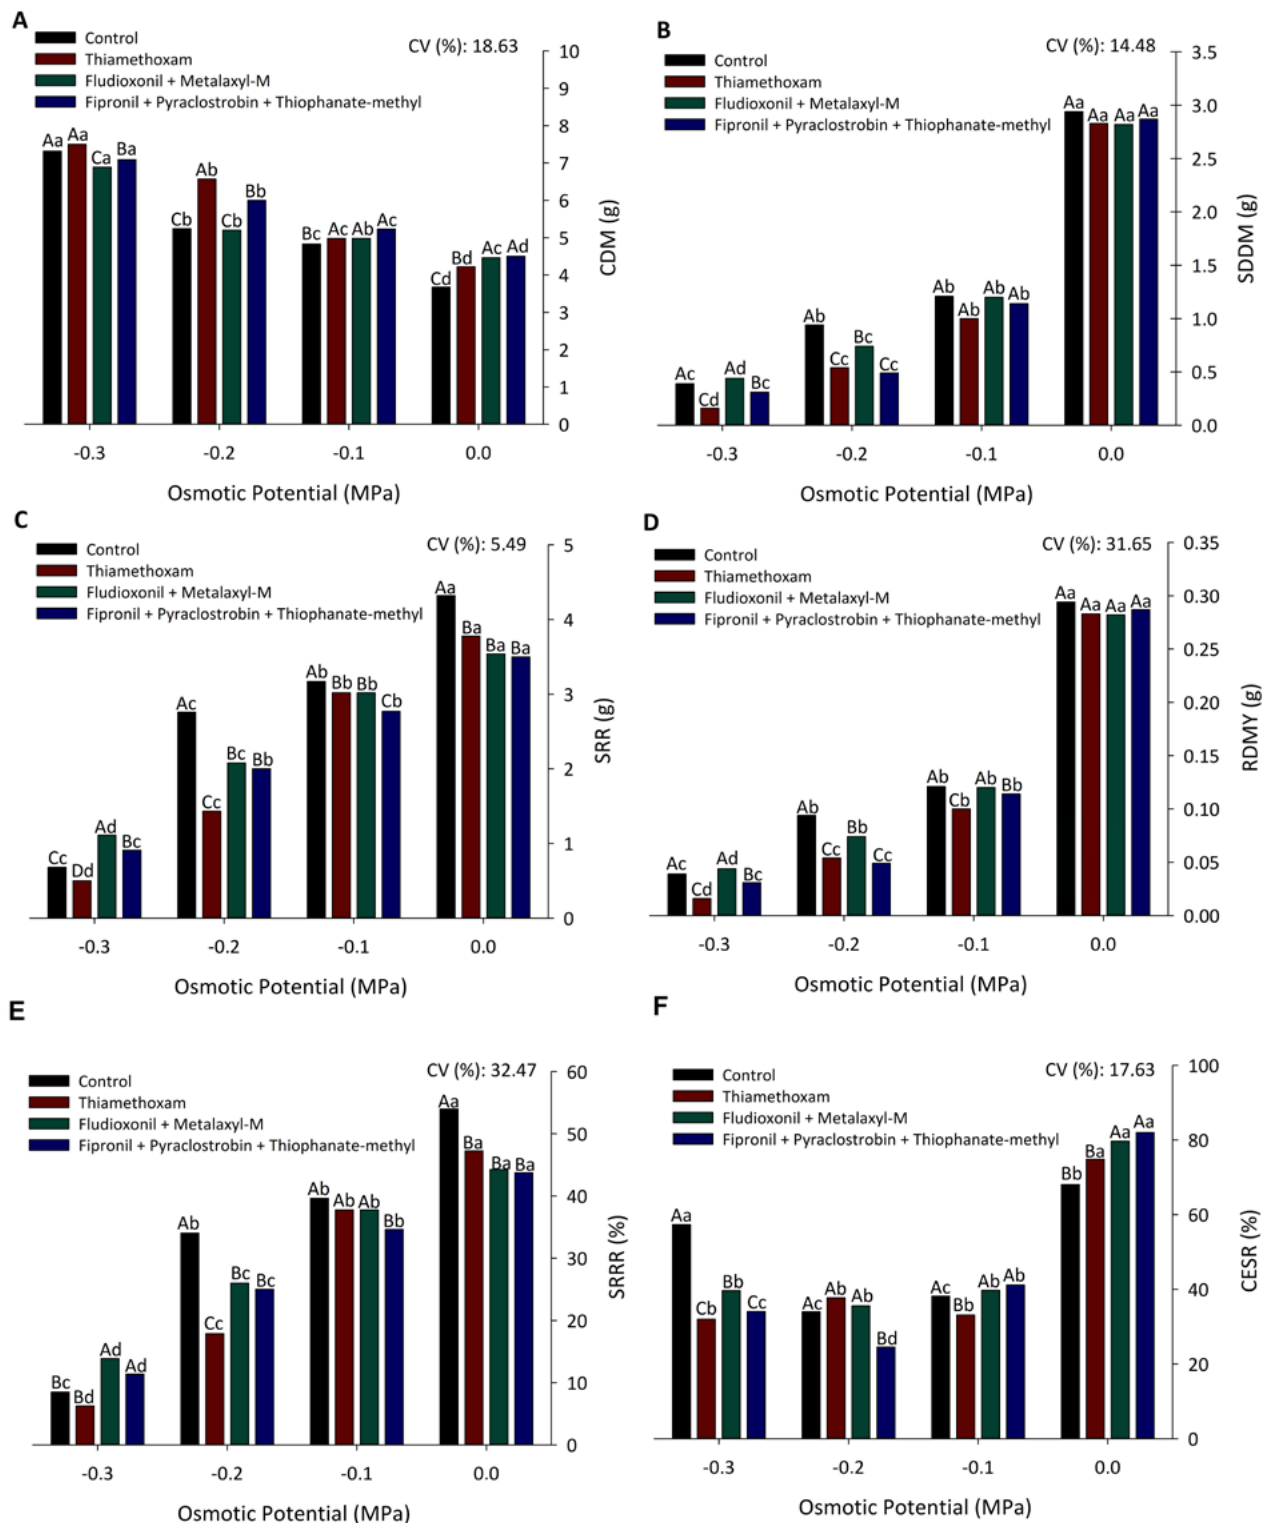 A
Control
Thiamethoxam
Fludioxonil + Metalaxyl-M
Fipronil + Pyraclostrobin + Thiophanate-methyl
CV (%): 18.63
10
9
8
7
6
5
4
3
2
1
0
CDM (g)
Aa Aa Ca Ba
Cb Ab Cb Bb
Bc Ac Ab Ac
Cd Bd Ac Ad
-0.3 -0.2 -0.1 0.0
Osmotic Potential (MPa)
B
Control
Thiamethoxam
Fludioxonil + Metalaxyl-M
Fipronil + Pyraclostrobin + Thiophanate-methyl
CV (%): 14.48
3.5
3.0
2.5
2.0
1.5
1.0
0.5
0.0
SDDM (g)
Ac Cd Ad Bc
Ab Cc Bc Cc
Ab Ab Ab Ab
Aa Aa Aa Aa
-0.3 -0.2 -0.1 0.0
Osmotic Potential (MPa)
C
Control
Thiamethoxam
Fludioxonil + Metalaxyl-M
Fipronil + Pyraclostrobin + Thiophanate-methyl
CV (%): 5.49
5
4
3
2
1
0
SRR (g)
Cc Dd Ad Bc
Ac Cc Bc Bb
Ab Bb Bb Cb
Aa Ba Ba Ba
-0.3 -0.2 -0.1 0.0
Osmotic Potential (MPa)
D
Control
Thiamethoxam
Fludioxonil + Metalaxyl-M
Fipronil + Pyraclostrobin + Thiophanate-methyl
CV (%): 31.65
0.35
0.30
0.25
0.20
0.15
0.10
0.05
0.00
RDMY (g)
Ac Cd Ad Bc
Ab Cc Bb Cc
Ab Cb Ab Bb
Aa Aa Aa Aa
-0.3 -0.2 -0.1 0.0
Osmotic Potential (MPa)
E
Control
Thiamethoxam
Fludioxonil + Metalaxyl-M
Fipronil + Pyraclostrobin + Thiophanate-methyl
CV (%): 32.47
60
50
40
30
20
10
0
SRRR (%)
Bc Bd Ad Ad
Ab Cc Bc Bc
Ab Ab Ab Bb
Aa Ba Ba Ba
-0.3 -0.2 -0.1 0.0
Osmotic Potential (MPa)
F
Control
Thiamethoxam
Fludioxonil + Metalaxyl-M
Fipronil + Pyraclostrobin + Thiophanate-methyl
CV (%): 17.63
100
80
60
40
20
0
CESR (%)
Aa Cb Bb Cc
Ac Ab Ab Bd
Ac Bb Ab Ab
Bb Ba Aa Aa
-0.3 -0.2 -0.1 0.0
Osmotic Potential (MPa)